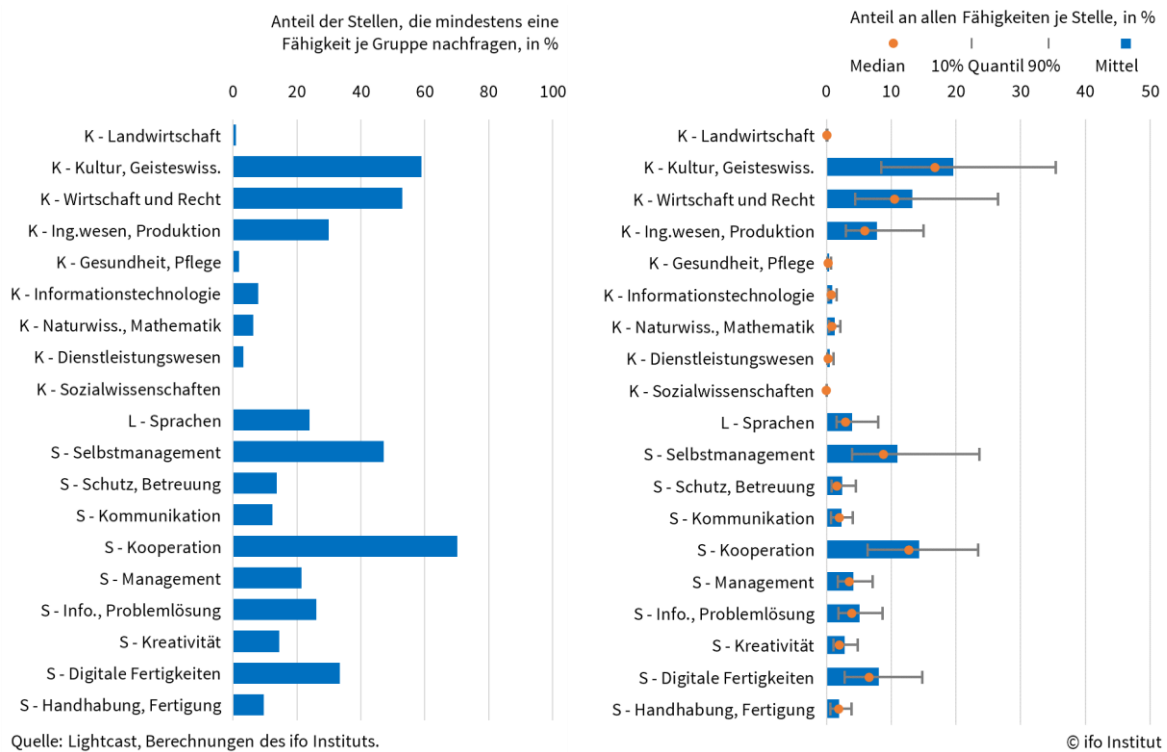 Anteil der Stellen, die mindestens eine
Fähigkeit je Gruppe nachfragen, in %
0 20 40 60 80 100
K - Landwirtschaft
K - Kultur, Geisteswiss.
K - Wirtschaft und Recht
K - Ing.wesen, Produktion
K - Gesundheit, Pflege
K - Informationstechnologie
K - Naturwiss., Mathematik
K - Dienstleistungswesen
K - Sozialwissenschaften
L - Sprachen
S - Selbstmanagement
S - Schutz, Betreuung
S - Kommunikation
S - Kooperation
S - Management
S - Info., Problemlösung
S - Kreativität
S - Digitale Fertigkeiten
S - Handhabung, Fertigung
Anteil an allen Fähigkeiten je Stelle, in %
Median 10% Quantil 90% Mittel
0 10 20 30 40 50
K - Landwirtschaft
K - Kultur, Geisteswiss.
K - Wirtschaft und Recht
K - Ing.wesen, Produktion
K - Gesundheit, Pflege
K - Informationstechnologie
K - Naturwiss., Mathematik
K - Dienstleistungswesen
K - Sozialwissenschaften
L - Sprachen
S - Selbstmanagement
S - Schutz, Betreuung
S - Kommunikation
S - Kooperation
S - Management
S - Info., Problemlösung
S - Kreativität
S - Digitale Fertigkeiten
S - Handhabung, Fertigung
Quelle: Lightcast, Berechnungen des ifo Instituts.
© ifo Institut